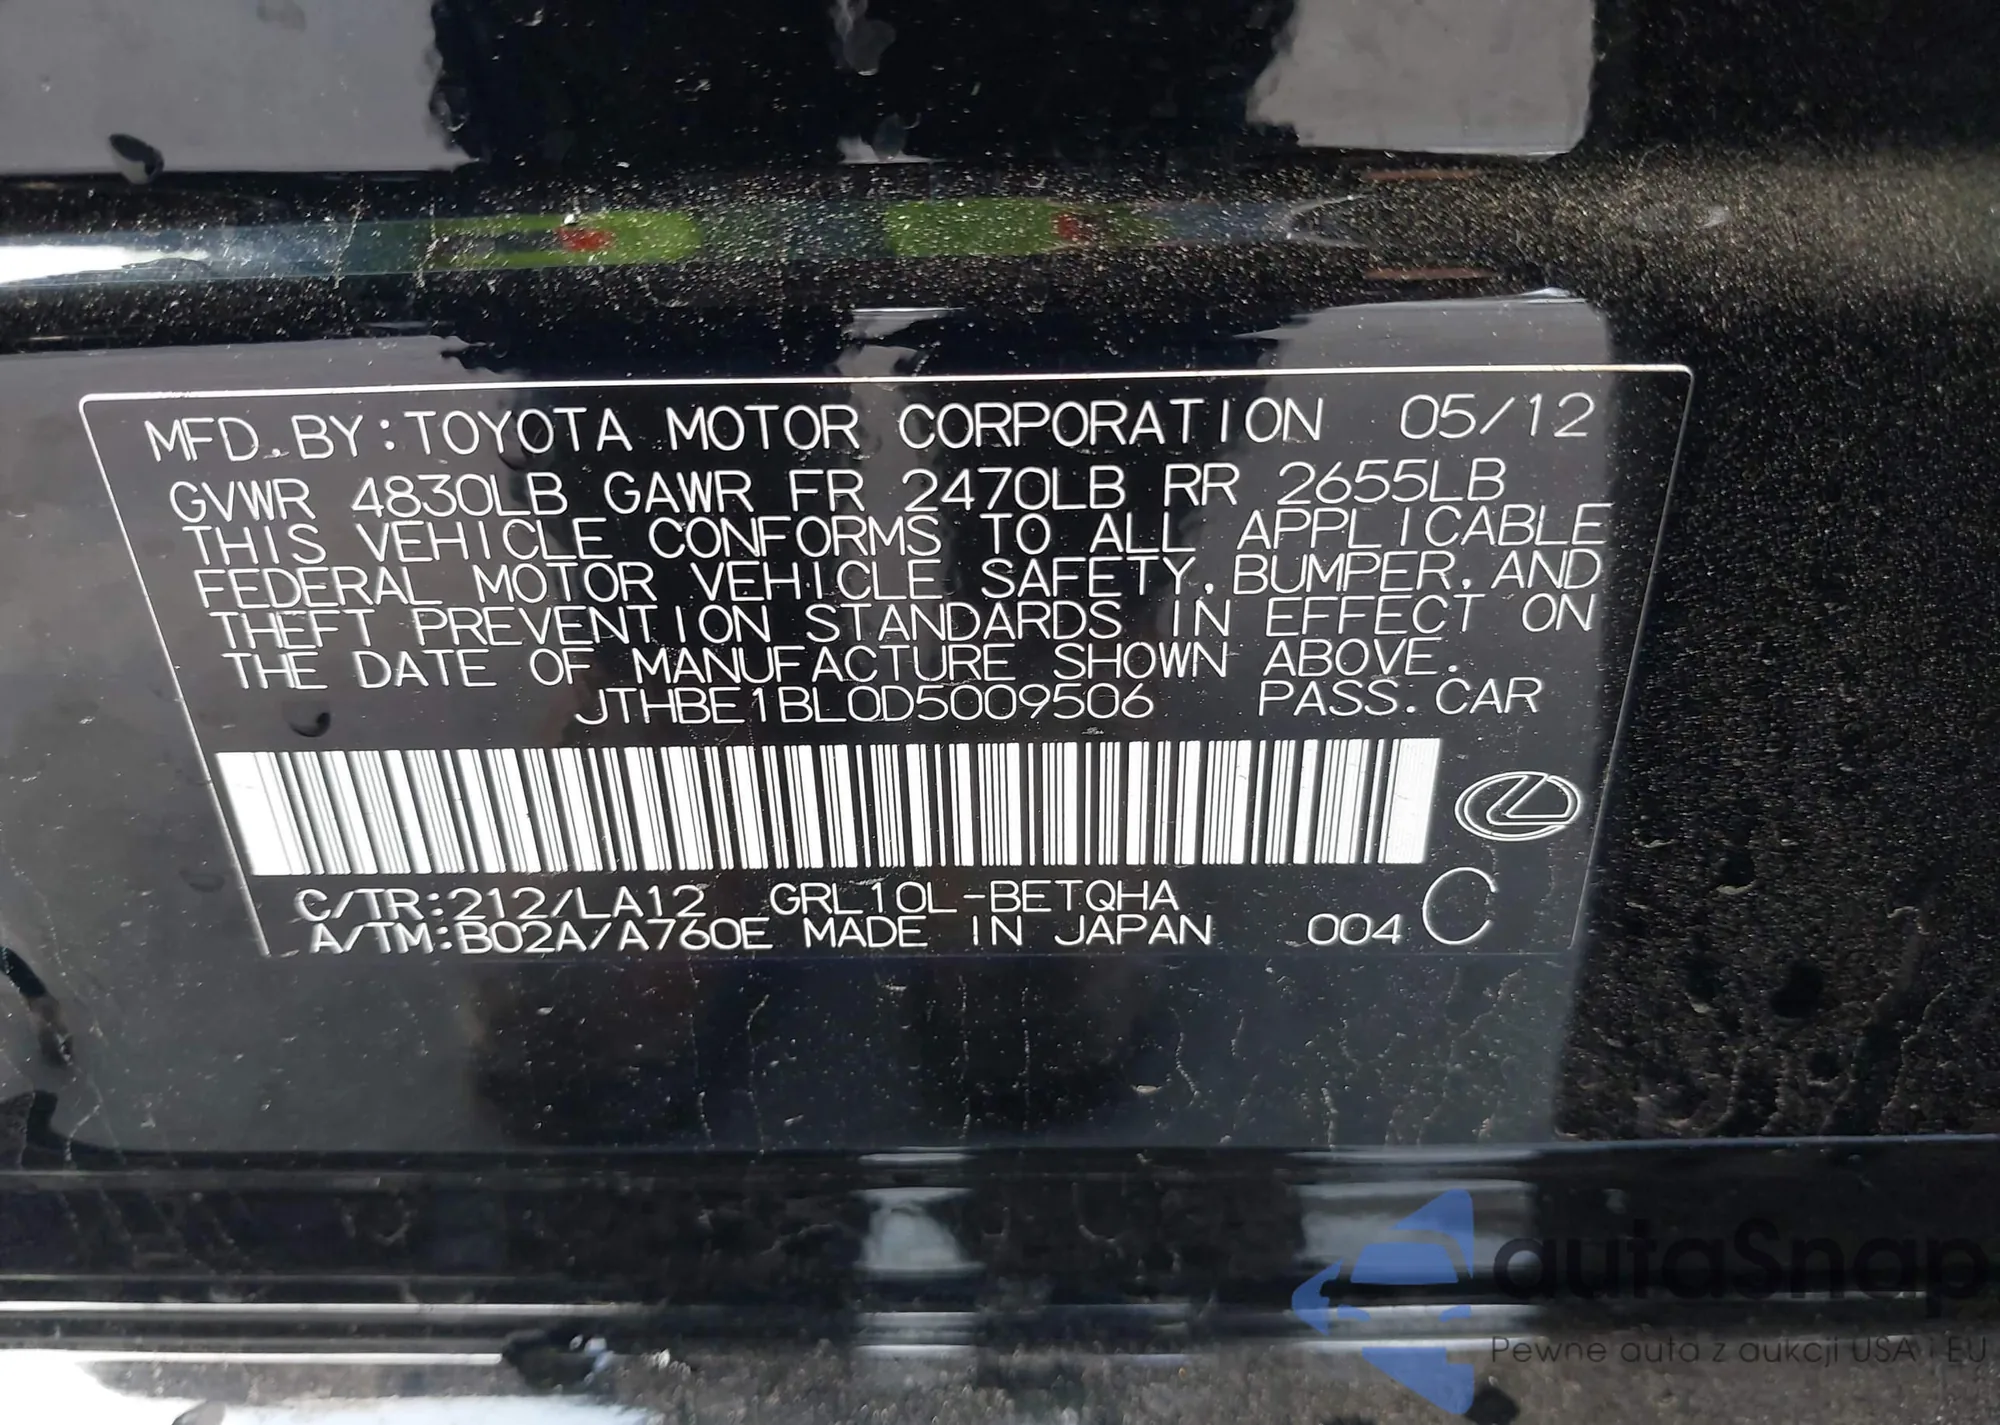 MFD. BY:TOYOTA MOTOR CORPORATION 05/12
GVWR 4830LB GAWR FR 2470LB RR 2655LB
THIS VEHICLE CONFORMS TO ALL APPLICABLE
FEDERAL MOTOR VEHICLE SAFETY, BUMPER, AND
THEFT PREVENTION STANDARDS IN EFFECT ON
THE DATE OF MANUFACTURE SHOWN ABOVE.
JTHBE1BL0D5009506 PASS. CAR
C/TR:212/LA12 GRL10L-BETQHA
A/TM:B02A/A760E MADE IN JAPAN 004 C
autaSnap
Pewne auta z aukcji USA i EU